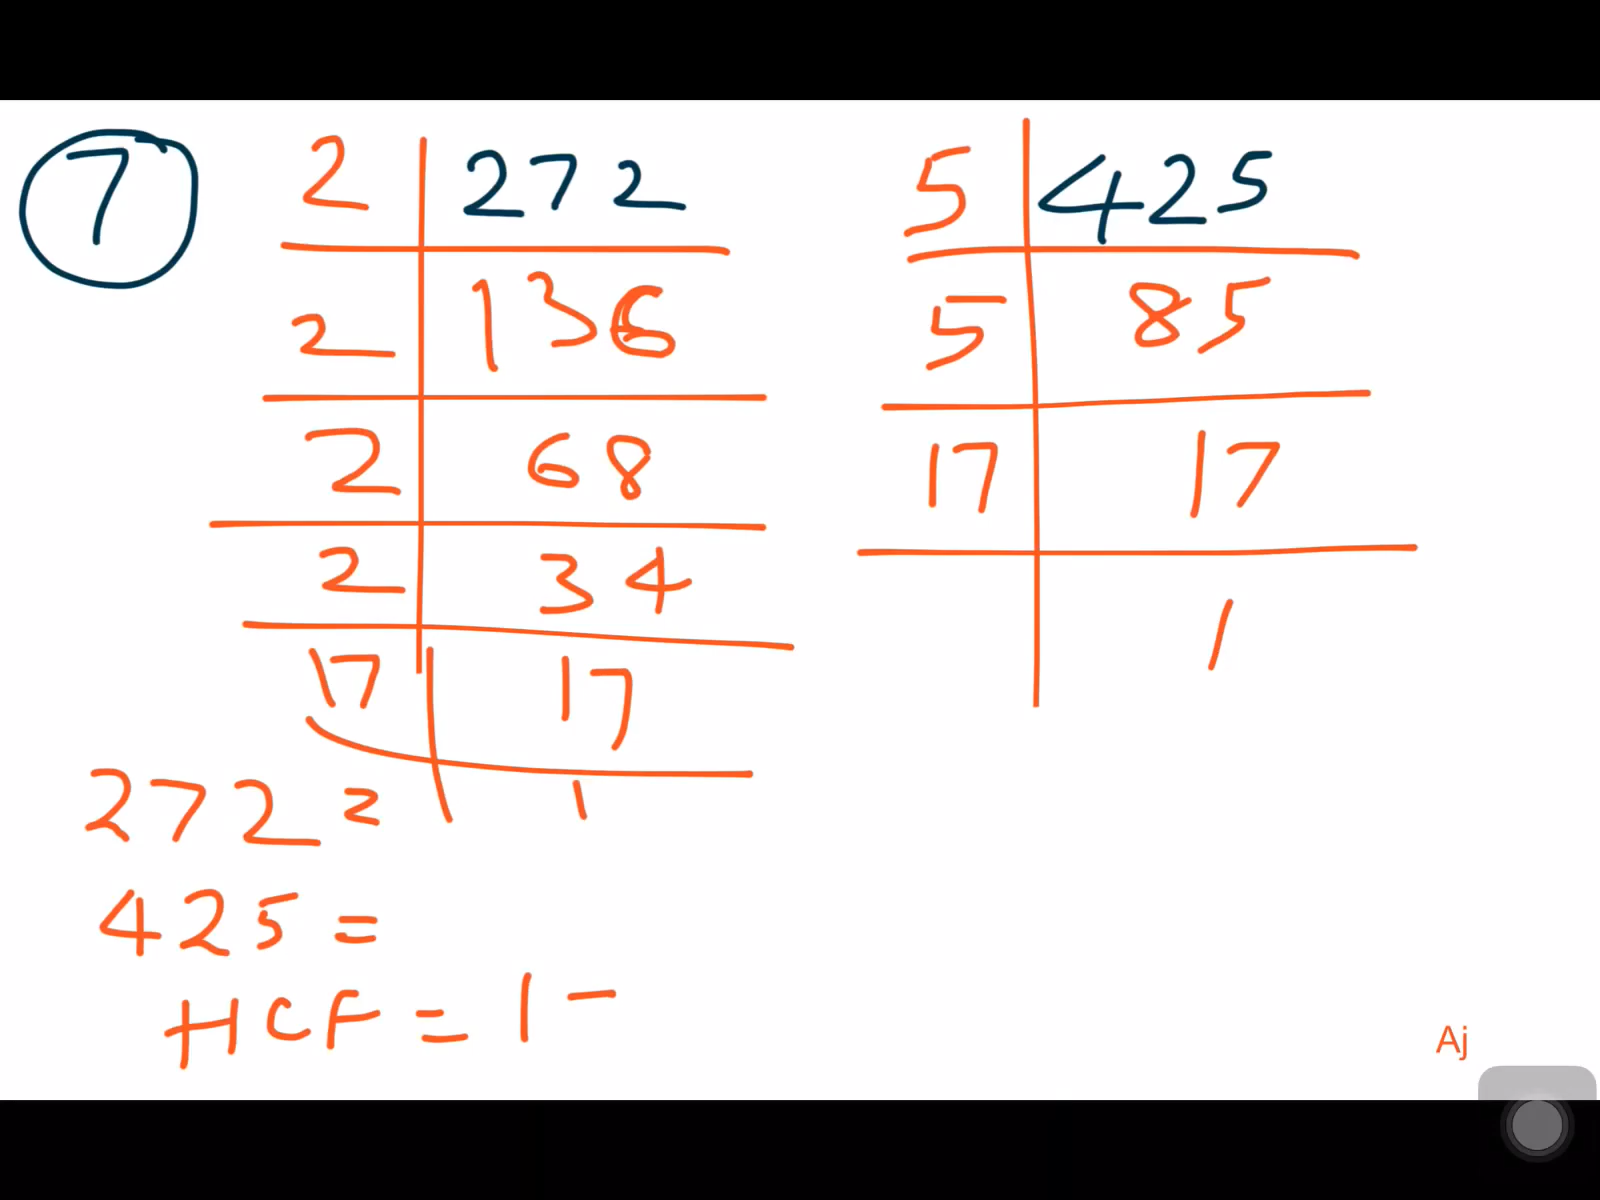 7
2 | 272
2 | 136
2 | 68
2 | 34
17 | 17
1
5 | 425
5 | 85
17 | 17
1
272 =
425 =
HCF = 1
Aj